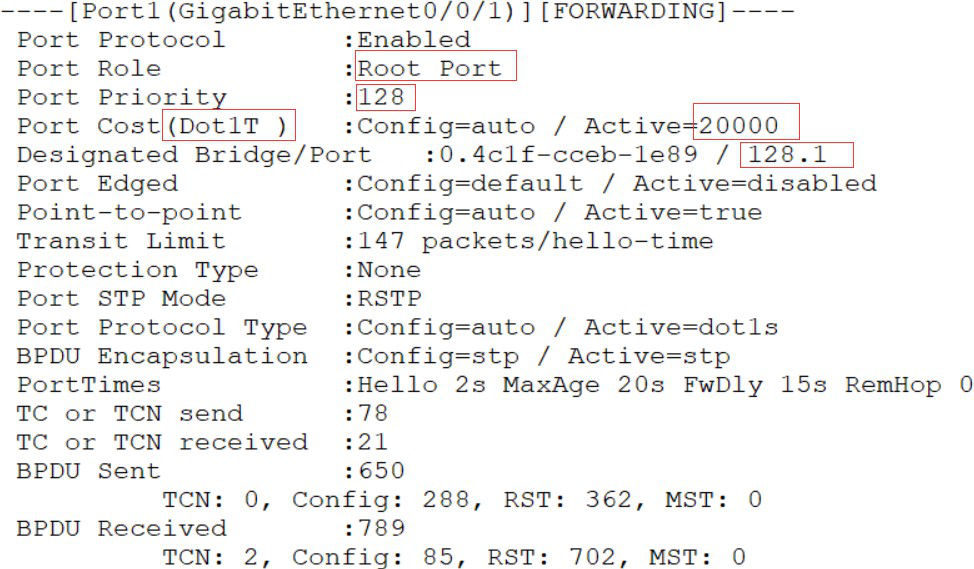 ----[Port1(GigabitEthernet0/0/1)][FORWARDING]----
Port Protocol :Enabled
Port Role :Root Port
Port Priority :128
Port Cost(Dot1T ) :Config=auto / Active=20000
Designated Bridge/Port :0.4c1f-cceb-1e89 / 128.1
Port Edged :Config=default / Active=disabled
Point-to-point :Config=auto / Active=true
Transit Limit :147 packets/hello-time
Protection Type :None
Port STP Mode :RSTP
Port Protocol Type :Config=auto / Active=dot1s
BPDU Encapsulation :Config=stp / Active=stp
PortTimes :Hello 2s MaxAge 20s FwDly 15s RemHop 0
TC or TCN send :78
TC or TCN received :21
BPDU Sent :650
TCN: 0, Config: 288, RST: 362, MST: 0
BPDU Received :789
TCN: 2, Config: 85, RST: 702, MST: 0